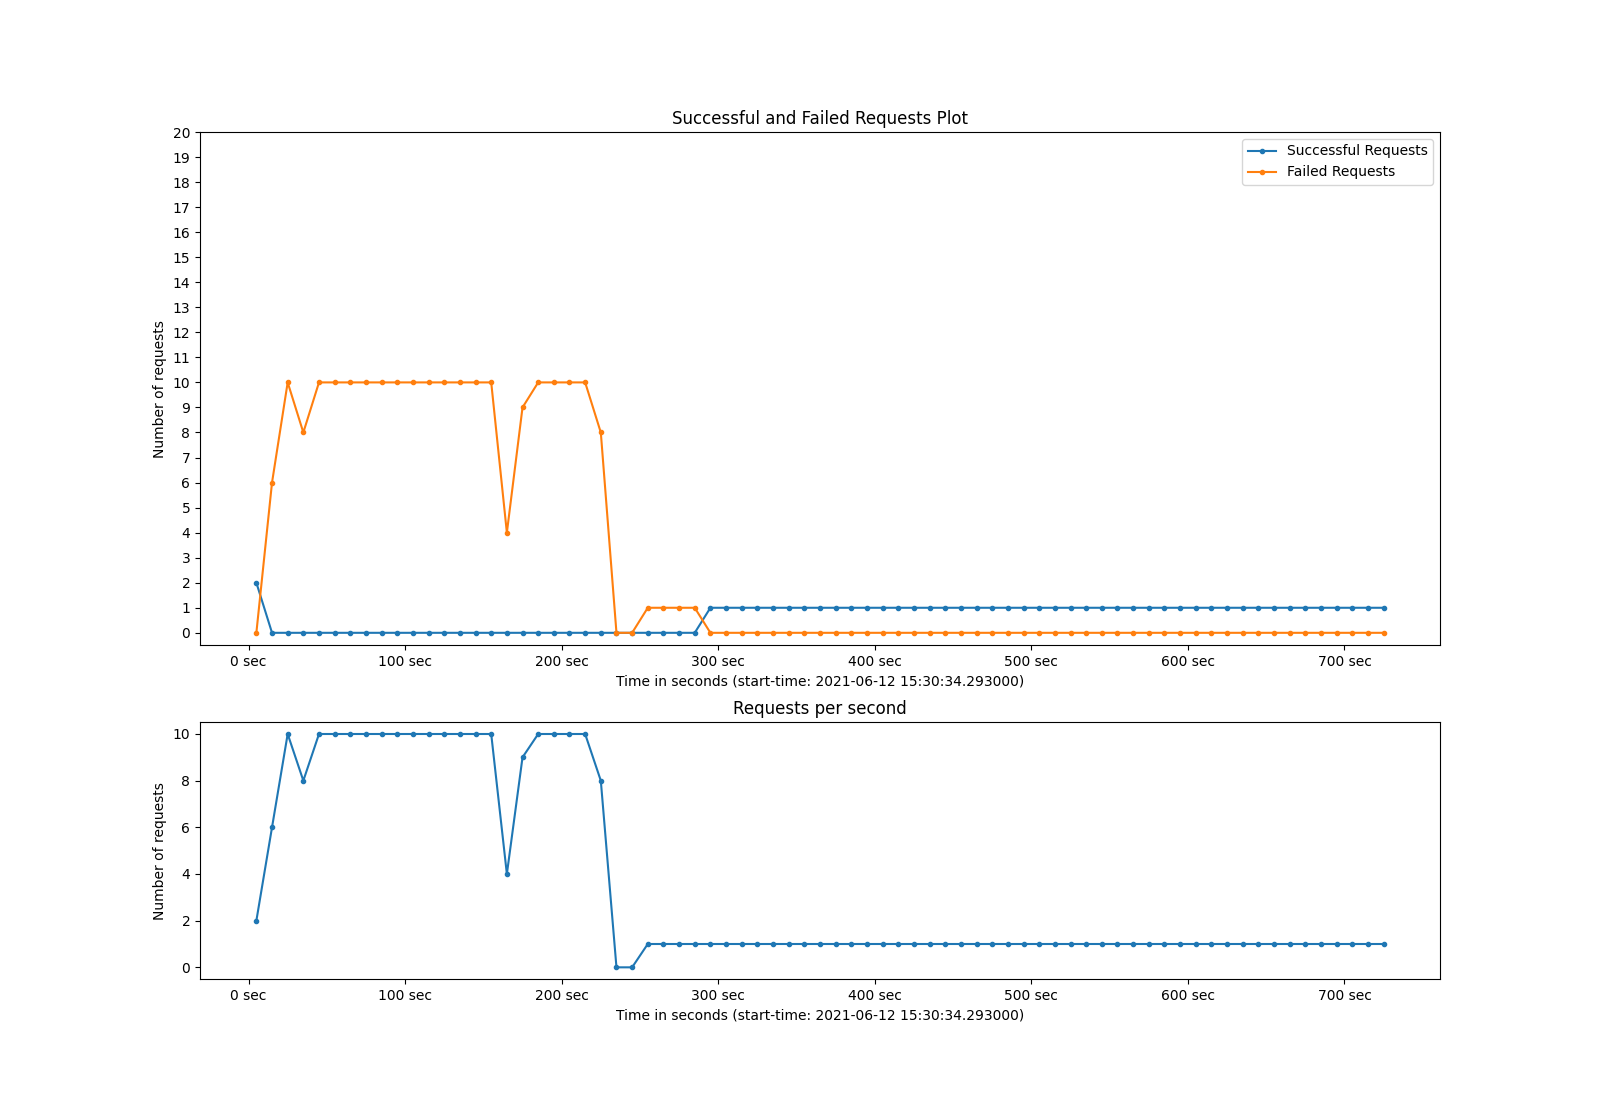 Successful and Failed Requests Plot
20
19
18
17
16
15
14
13
12
11
10
9
8
7
6
5
4
3
2
1
0
Number of requests
Successful Requests
Failed Requests
0 sec 100 sec 200 sec 300 sec 400 sec 500 sec 600 sec 700 sec
Time in seconds (start-time: 2021-06-12 15:30:34.293000)
Requests per second
10
8
6
4
2
0
Number of requests
0 sec 100 sec 200 sec 300 sec 400 sec 500 sec 600 sec 700 sec
Time in seconds (start-time: 2021-06-12 15:30:34.293000)